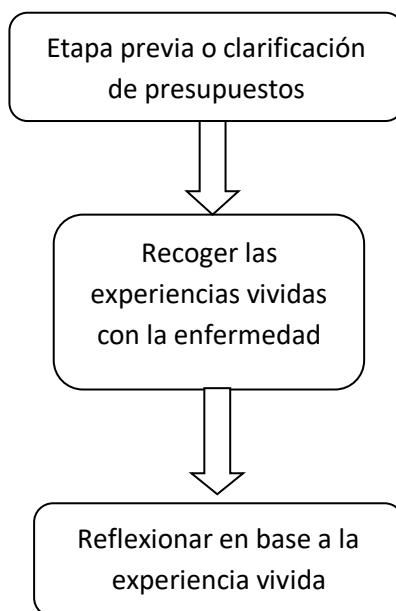 Etapa previa o clarificación
de presupuestos
Recoger las
experiencias vividas
con la enfermedad
Reflexionar en base a la
experiencia vivida